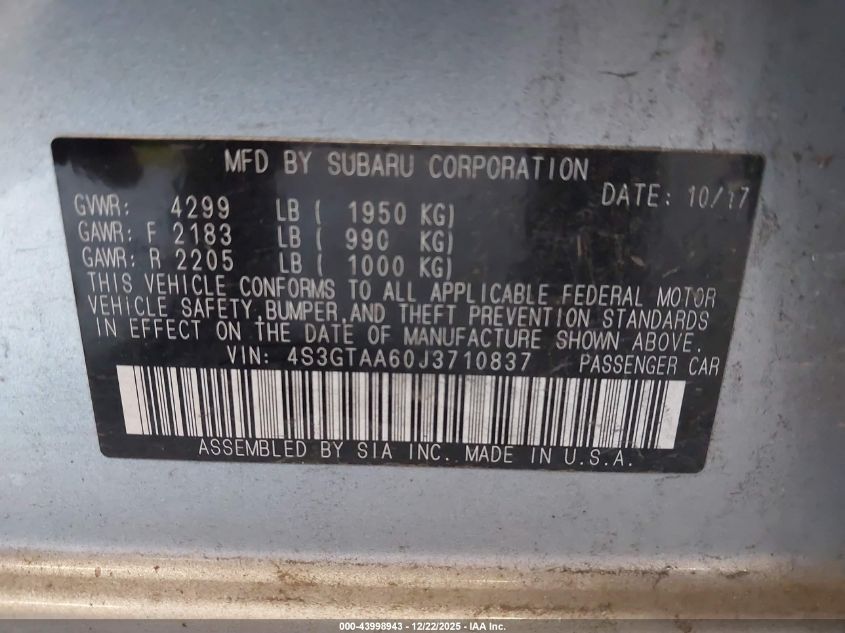 MFD BY SUBARU CORPORATION
DATE: 10/17
GVWR: 4299 LB ( 1950 KG)
GAWR: F 2183 LB ( 990 KG)
GAWR: R 2205 LB ( 1000 KG)
THIS VEHICLE CONFORMS TO ALL APPLICABLE FEDERAL MOTOR
VEHICLE SAFETY, BUMPER, AND THEFT PREVENTION STANDARDS
IN EFFECT ON THE DATE OF MANUFACTURE SHOWN ABOVE.
VIN: 4S3GTAA60J3710837 PASSENGER CAR
ASSEMBLED BY SIA INC. MADE IN U.S.A.
000-43998943 - 12/22/2025 - IAA Inc.